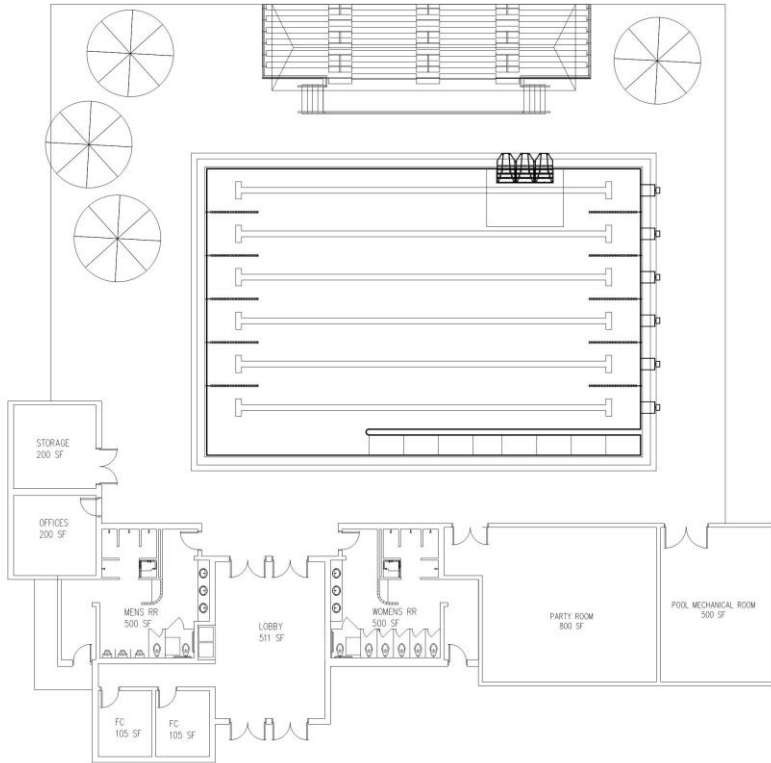 STORAGE
200 SF
OFFICES
200 SF
MENS RR
500 SF
LOBBY
511 SF
WOMENS RR
500 SF
PARTY ROOM
800 SF
POOL MECHANICAL ROOM
500 SF
FC
105 SF
FC
105 SF